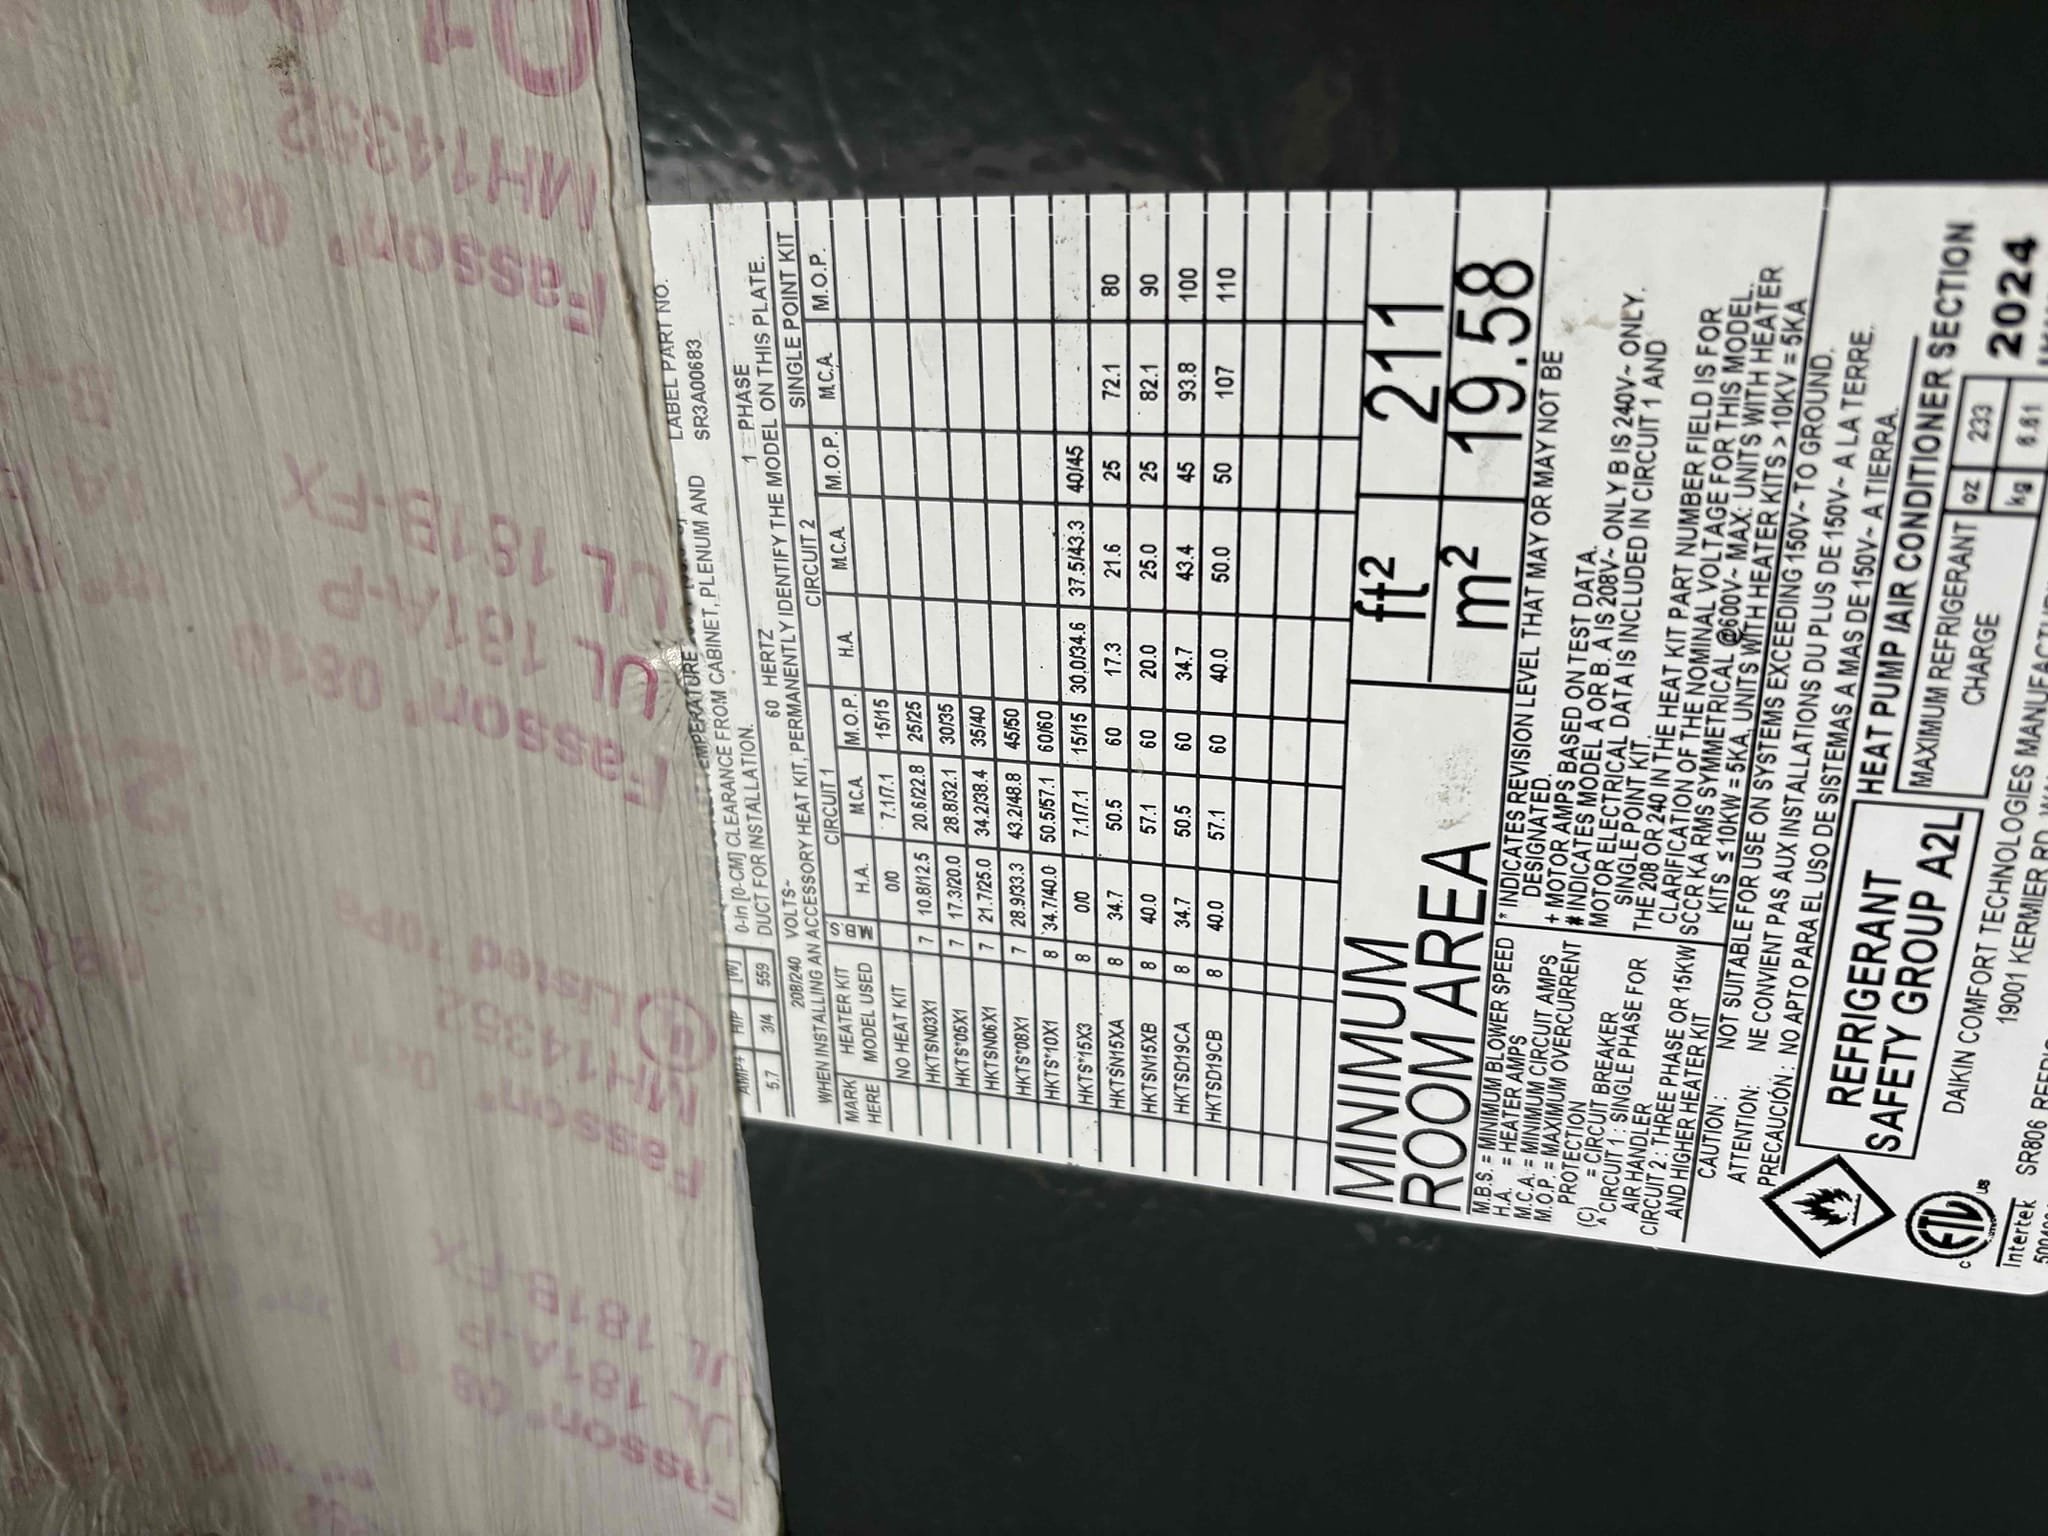 LABEL PART NO.
SR3A00683
0-in [0-CM] CLEARANCE FROM CABINET, PLENUM AND
DUCT FOR INSTALLATION.
AMP+ H/P [W]
5.7 3/4 559
208/240 VOLTS~ 60 HERTZ 1 PHASE
WHEN INSTALLING AN ACCESSORY HEAT KIT, PERMANENTLY IDENTIFY THE MODEL ON THIS PLATE.
CIRCUIT 1 CIRCUIT 2 SINGLE POINT KIT
MARK HERE HEATER KIT MODEL USED H.A. M.C.A. M.O.P. H.A. M.C.A. M.O.P. M.C.A. M.O.P.
NO HEAT KIT 0/0 7.1/7.1 15/15
HKTSN03X1 7 10.8/12.5 20.6/22.8 25/25
HKTS*05X1 7 17.3/20.0 28.8/32.1 30/35
HKTSN06X1 7 21.7/25.0 34.2/38.4 35/40
HKTS*08X1 7 28.9/33.3 43.2/48.8 45/50
HKTS*10X1 8 34.7/40.0 50.5/57.1 60/60
HKTS*15X3 8 0/0 7.1/7.1 15/15 30.0/34.6 37.5/43.3 40/45
HKTSN15XA 8 34.7 50.5 60 17.3 21.6 25 72.1 80
HKTSN15XB 8 40.0 57.1 60 20.0 25.0 25 82.1 90
HKTSD19CA 8 34.7 50.5 60 34.7 43.4 45 93.8 100
HKTSD19CB 8 40.0 57.1 60 40.0 50.0 50 107 110
MINIMUM ROOM AREA
ft² 211
m² 19.58
M.B.S. = MINIMUM BLOWER SPEED
H.A. = HEATER AMPS
M.C.A. = MINIMUM CIRCUIT AMPS
M.O.P. = MAXIMUM OVERCURRENT
PROTECTION
(C) = CIRCUIT BREAKER
^ CIRCUIT 1 : SINGLE PHASE FOR
AIR HANDLER
CIRCUIT 2 : THREE PHASE OR 15KW
AND HIGHER HEATER KIT
* INDICATES REVISION LEVEL THAT MAY OR MAY NOT BE
DESIGNATED.
+ MOTOR AMPS BASED ON TEST DATA.
# INDICATES MODEL A OR B. A IS 208V~ ONLY B IS 240V~ ONLY.
MOTOR ELECTRICAL DATA IS INCLUDED IN CIRCUIT 1 AND
SINGLE POINT KIT.
THE 208 OR 240 IN THE HEAT KIT PART NUMBER FIELD IS FOR
CLARIFICATION OF THE NOMINAL VOLTAGE FOR THIS MODEL.
SCCR KA RMS SYMMETRICAL @600V~ MAX: UNITS WITH HEATER
KITS ≤ 10KW = 5KA, UNITS WITH HEATER KITS > 10KV = 5KA
CAUTION : NOT SUITABLE FOR USE ON SYSTEMS EXCEEDING 150V~ TO GROUND.
ATTENTION: NE CONVIENT PAS AUX INSTALLATIONS DU PLUS DE 150V~ A LA TERRE.
PRECAUCIÓN : NO APTO PARA EL USO DE SISTEMAS A MAS DE 150V~ A TIERRA.
REFRIGERANT
SAFETY GROUP A2L
HEAT PUMP /AIR CONDITIONER SECTION
MAXIMUM REFRIGERANT CHARGE
oz 233
kg 6.61
2024
ETL
c us
Intertek
DAIKIN COMFORT TECHNOLOGIES
19001 KERMIER RD
SR806
Fasson® 0810
UL 181A-P
UL 181B-FX
Fasson®
MH14352
Listed
Fasson®
MH14352
UL 181A-P
UL 181B-FX